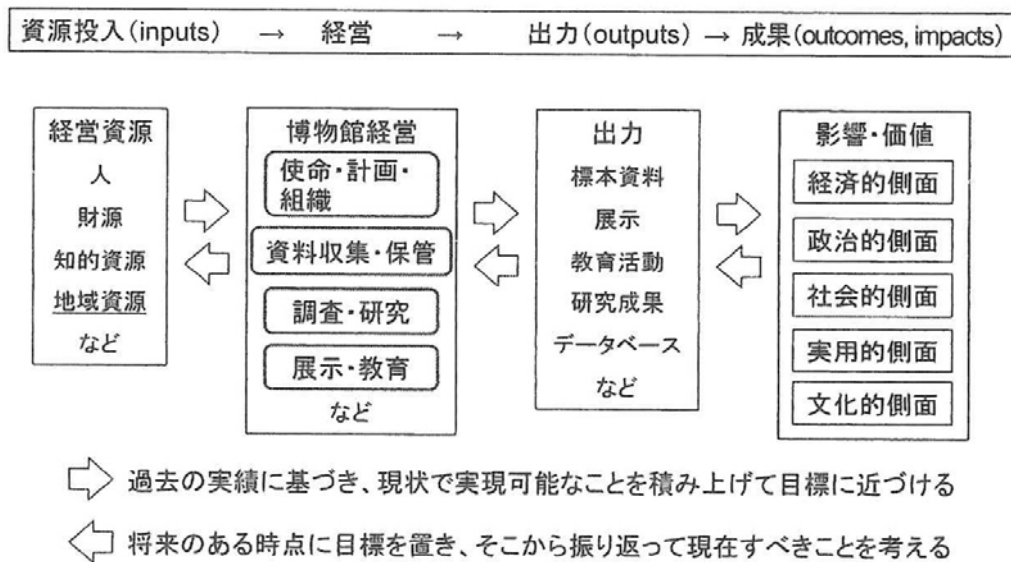 資源投入(inputs) → 経営 → 出力(outputs) → 成果(outcomes, impacts)
経営資源
人
財源
知的資源
地域資源
など
博物館経営
使命・計画・
組織
資料収集・保管
調査・研究
展示・教育
など
出力
標本資料
展示
教育活動
研究成果
データベース
など
影響・価値
経済的側面
政治的側面
社会的側面
実用的側面
文化的側面
過去の実績に基づき、現状で実現可能なことを積み上げて目標に近づける
将来のある時点に目標を置き、そこから振り返って現在すべきことを考える